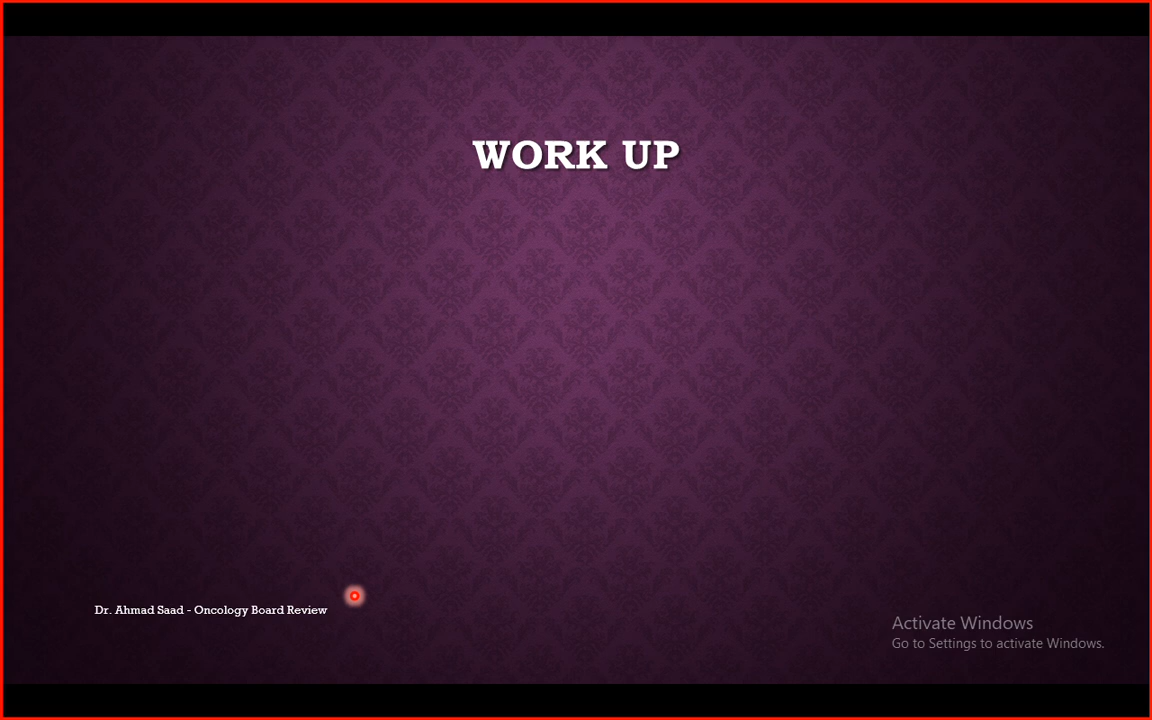 WORK UP
Dr. Ahmad Saad - Oncology Board Review
Activate Windows
Go to Settings to activate Windows.